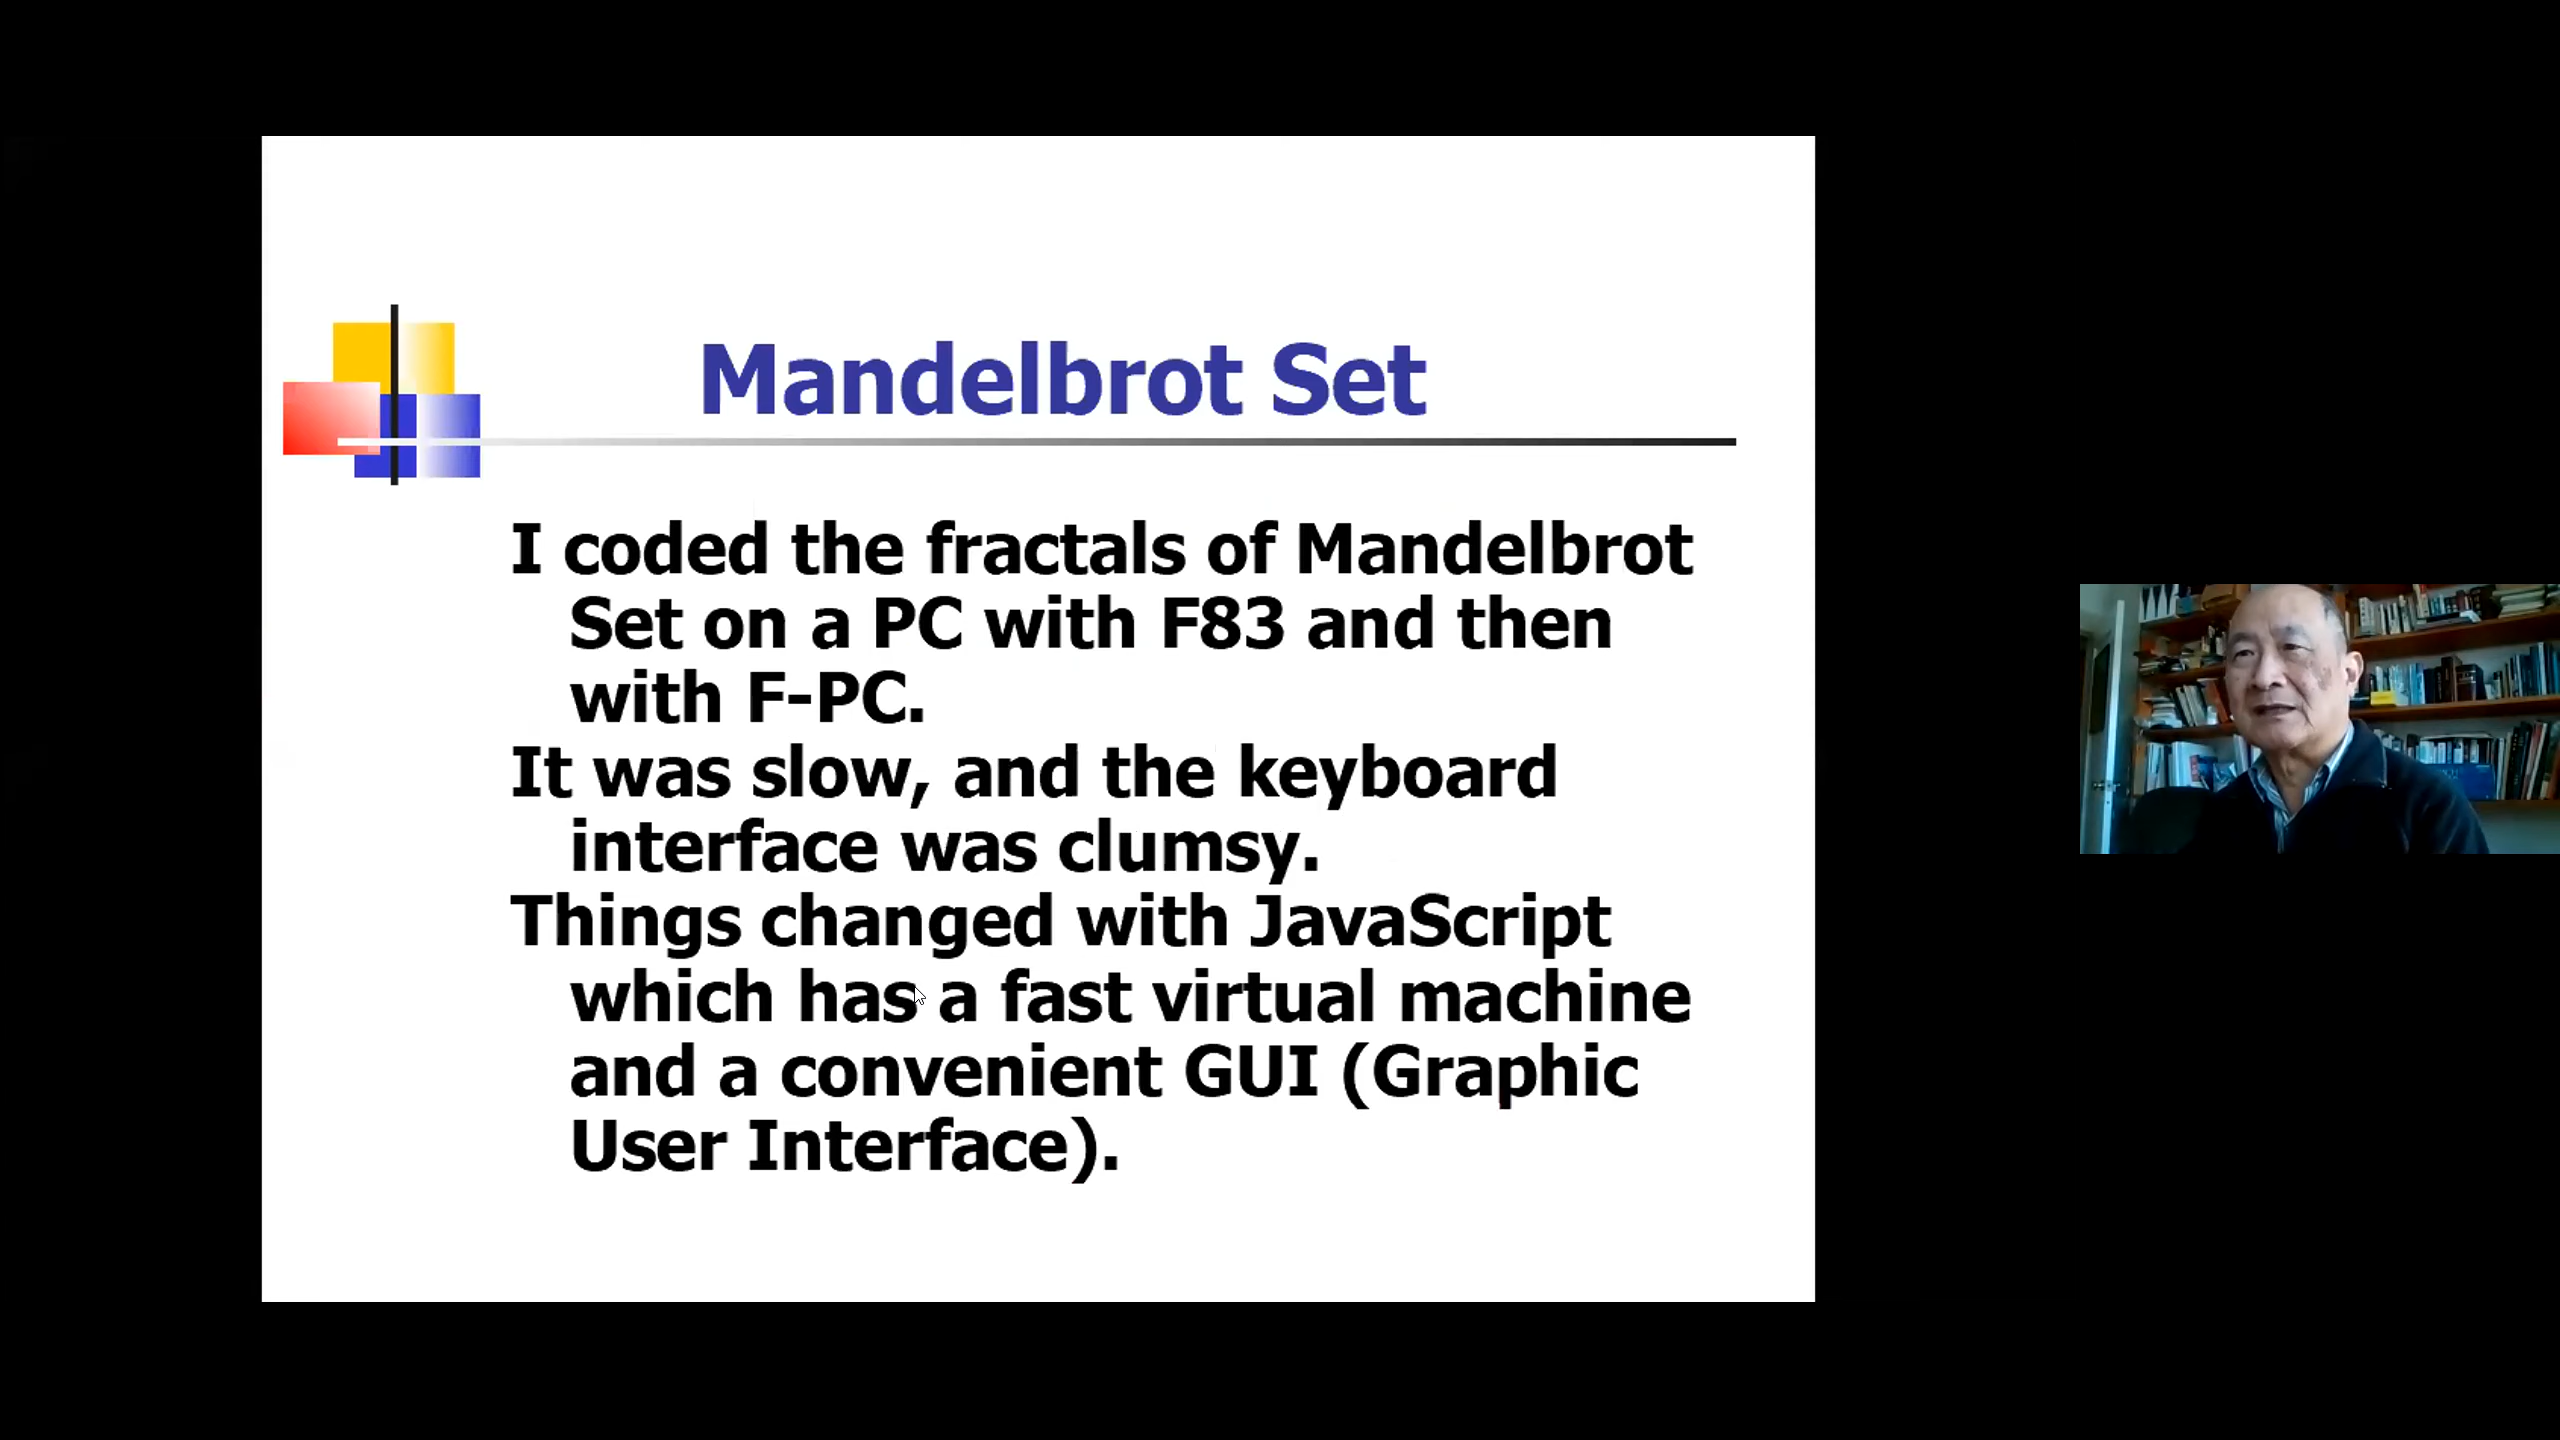 Mandelbrot Set
I coded the fractals of Mandelbrot
Set on a PC with F83 and then
with F-PC.
It was slow, and the keyboard
interface was clumsy.
Things changed with JavaScript
which has a fast virtual machine
and a convenient GUI (Graphic
User Interface).